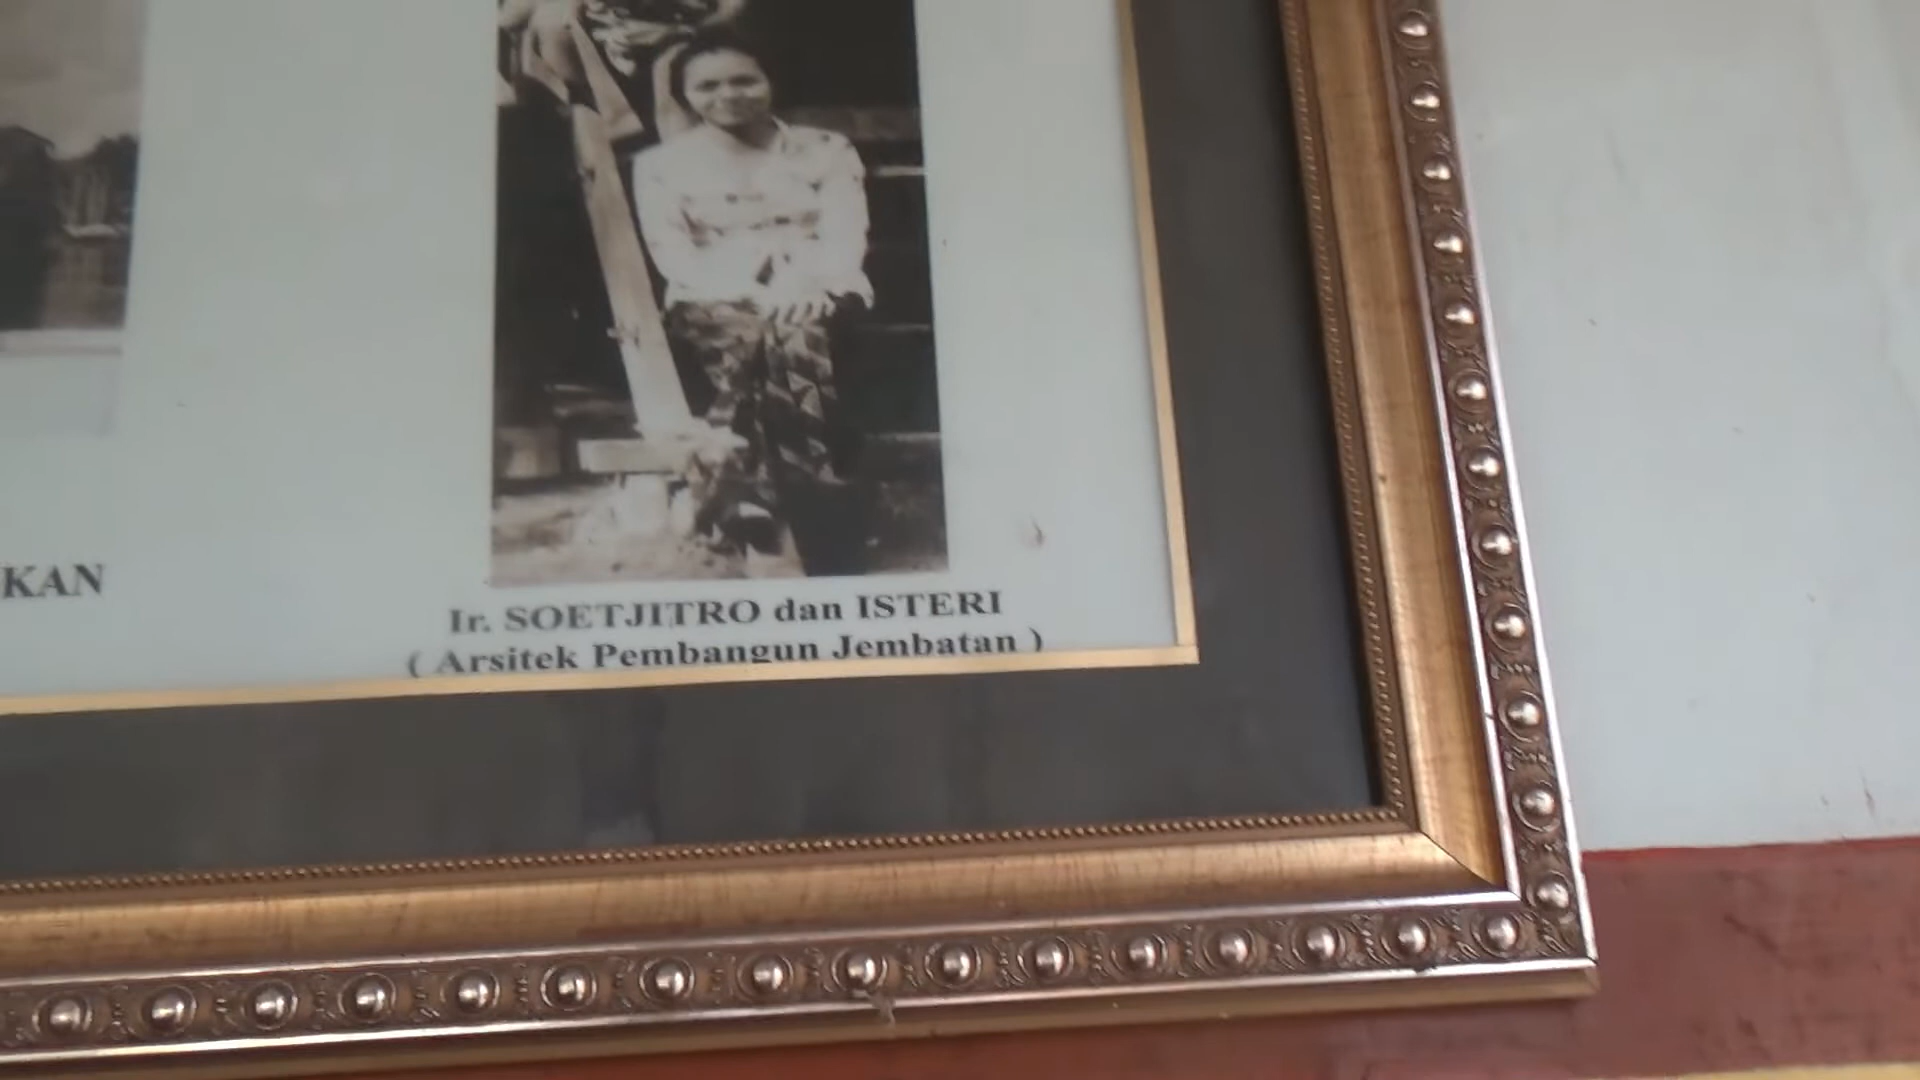 KAN
Ir. SOETJITRO dan ISTERI
( Arsitek Pembangun Jembatan )